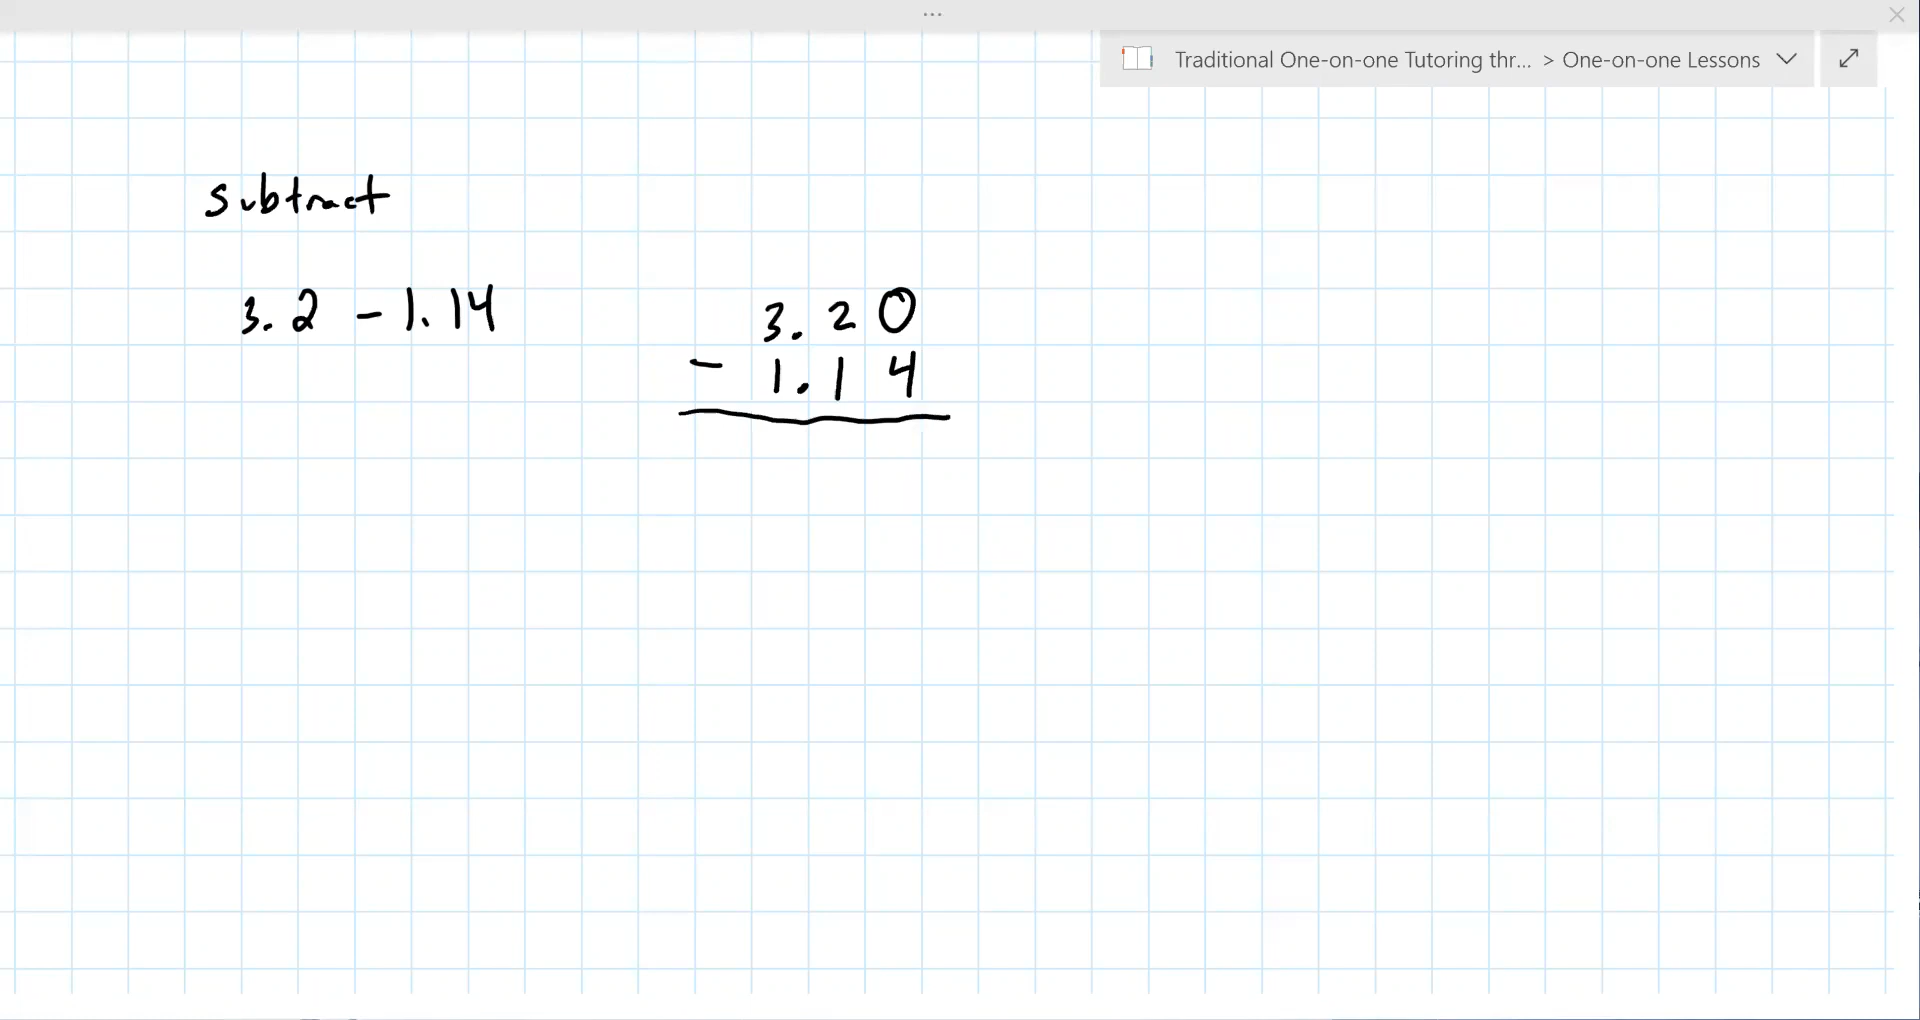 ...
Traditional One-on-one Tutoring thr... > One-on-one Lessons
subtract
3.2 - 1.14
3.20
- 1.14